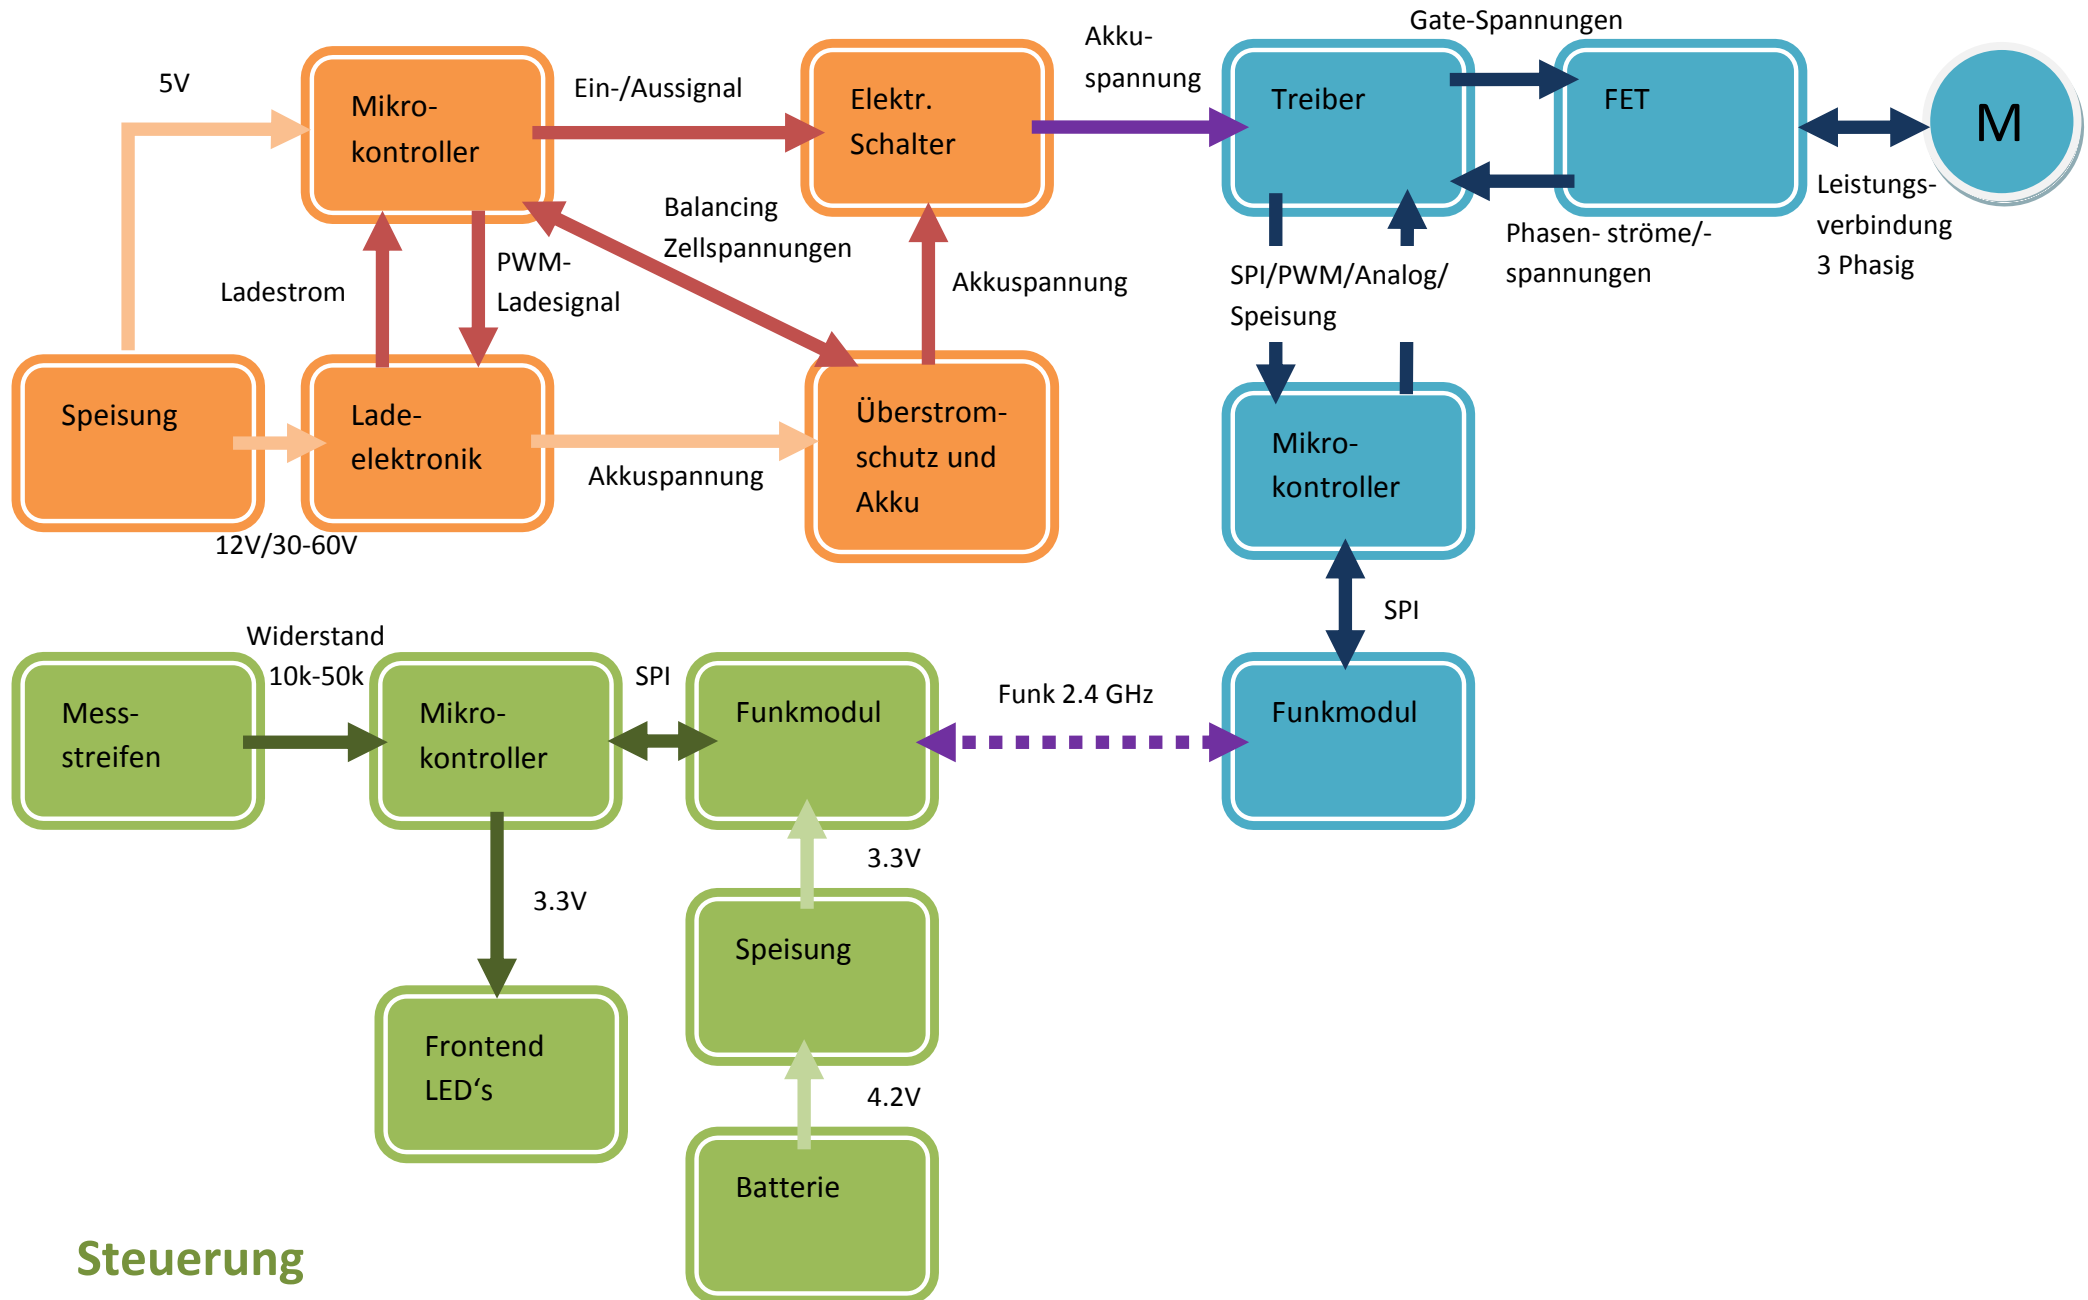 Gate-Spannungen
Akku-
spannung
5V
Mikro-
kontroller
Ein-/Aussignal
Elektr.
Schalter
Treiber
FET
M
Leistungs-
verbindung
3 Phasig
Phasen- ströme/-
spannungen
Balancing
Zellspannungen
PWM-
Ladesignal
Ladestrom
Akkuspannung
SPI/PWM/Analog/
Speisung
Speisung
Lade-
elektronik
Akkuspannung
Überstrom-
schutz und
Akku
Mikro-
kontroller
12V/30-60V
SPI
Widerstand
10k-50k
SPI
Mess-
streifen
Mikro-
kontroller
Funkmodul
Funk 2.4 GHz
Funkmodul
3.3V
3.3V
Speisung
Frontend
LED‘s
4.2V
Batterie
Steuerung